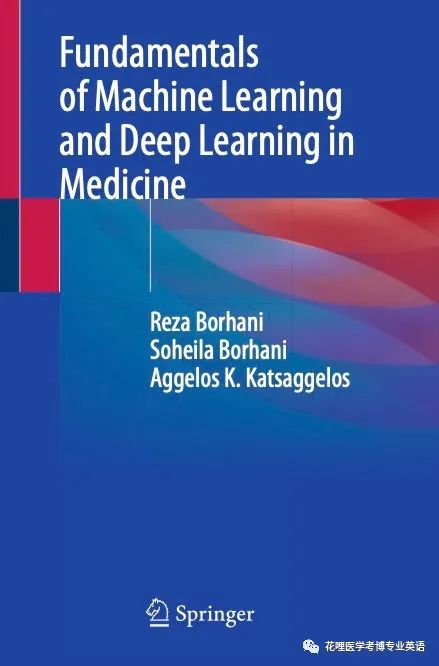 Fundamentals
of Machine Learning
and Deep Learning in
Medicine
Reza Borhani
Soheila Borhani
Aggelos K. Katsaggelos
Springer
花哩医学考博专业英语